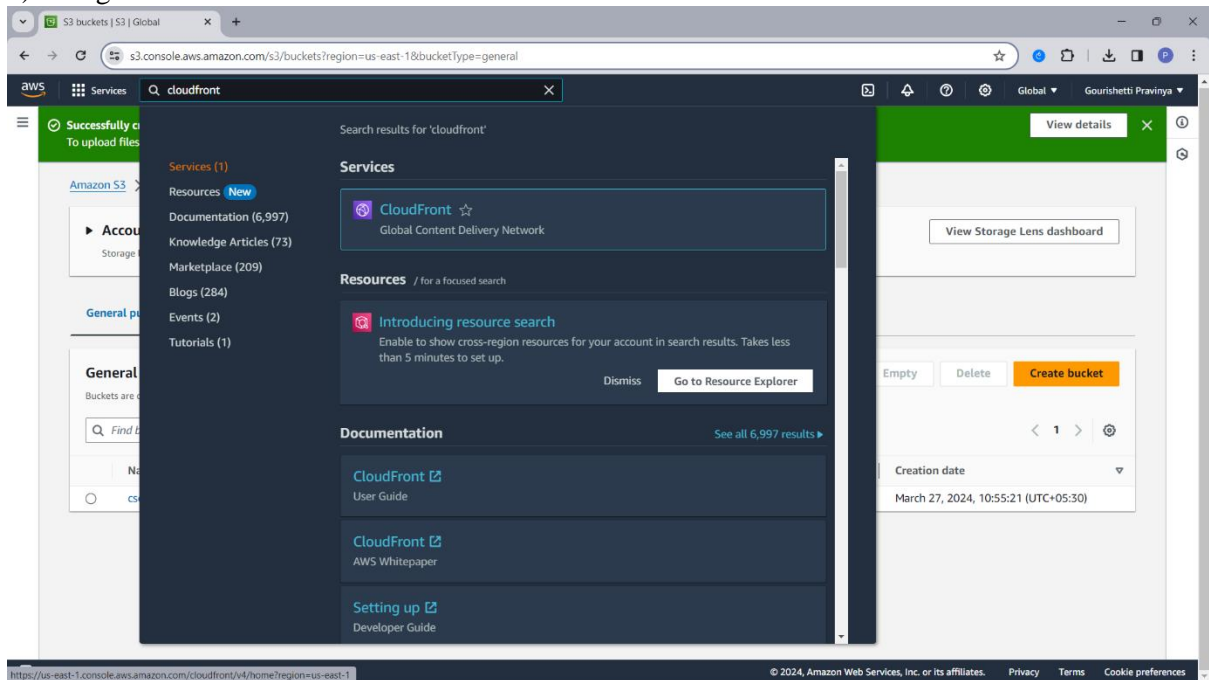 S3 buckets | S3 | Global
s3.console.aws.amazon.com/s3/buckets?region=us-east-1&bucketType=general
aws Services cloudfront Global Gourishetti Pravinya
Successfully
To upload files
View details
Search results for 'cloudfront'
Services (1)
Resources New
Documentation (6,997)
Knowledge Articles (73)
Marketplace (209)
Blogs (284)
Events (2)
Tutorials (1)
Services
CloudFront
Global Content Delivery Network
Resources / for a focused search
Introducing resource search
Enable to show cross-region resources for your account in search results. Takes less
than 5 minutes to set up.
Dismiss Go to Resource Explorer
Documentation See all 6,997 results
CloudFront
User Guide
CloudFront
AWS Whitepaper
Setting up
Developer Guide
Amazon S3
Accou
Storage
View Storage Lens dashboard
General
General
Buckets are
Empty Delete Create bucket
Find
1
Na
Creation date
cs
March 27, 2024, 10:55:21 (UTC+05:30)
https://us-east-1.console.aws.amazon.com/cloudfront/v4/home?region=us-east-1
© 2024, Amazon Web Services, Inc. or its affiliates. Privacy Terms Cookie preferences